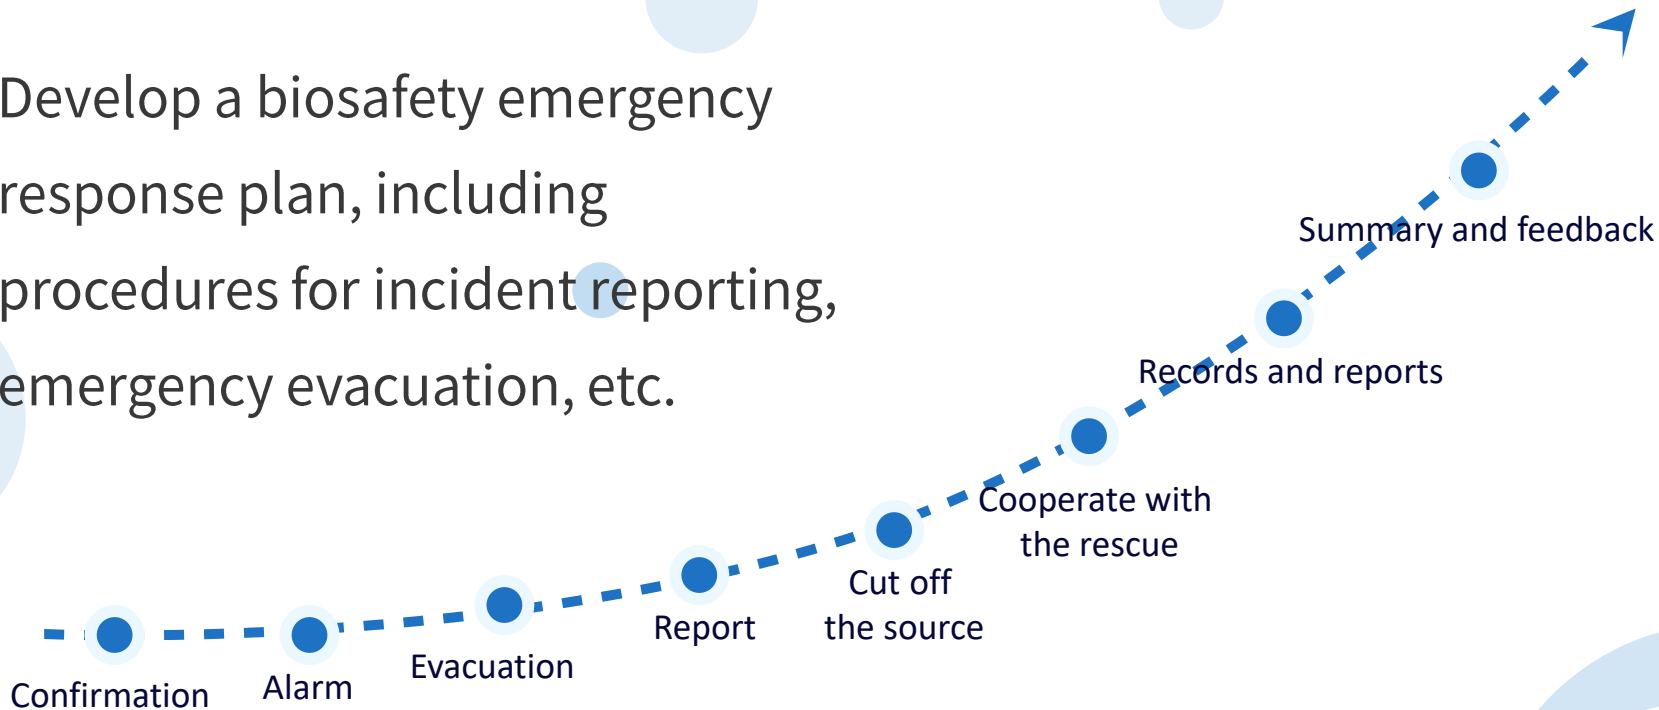 Develop a biosafety emergency
response plan, including
procedures for incident reporting,
emergency evacuation, etc.
Confirmation
Alarm
Evacuation
Report
Cut off
the source
Cooperate with
the rescue
Records and reports
Summary and feedback